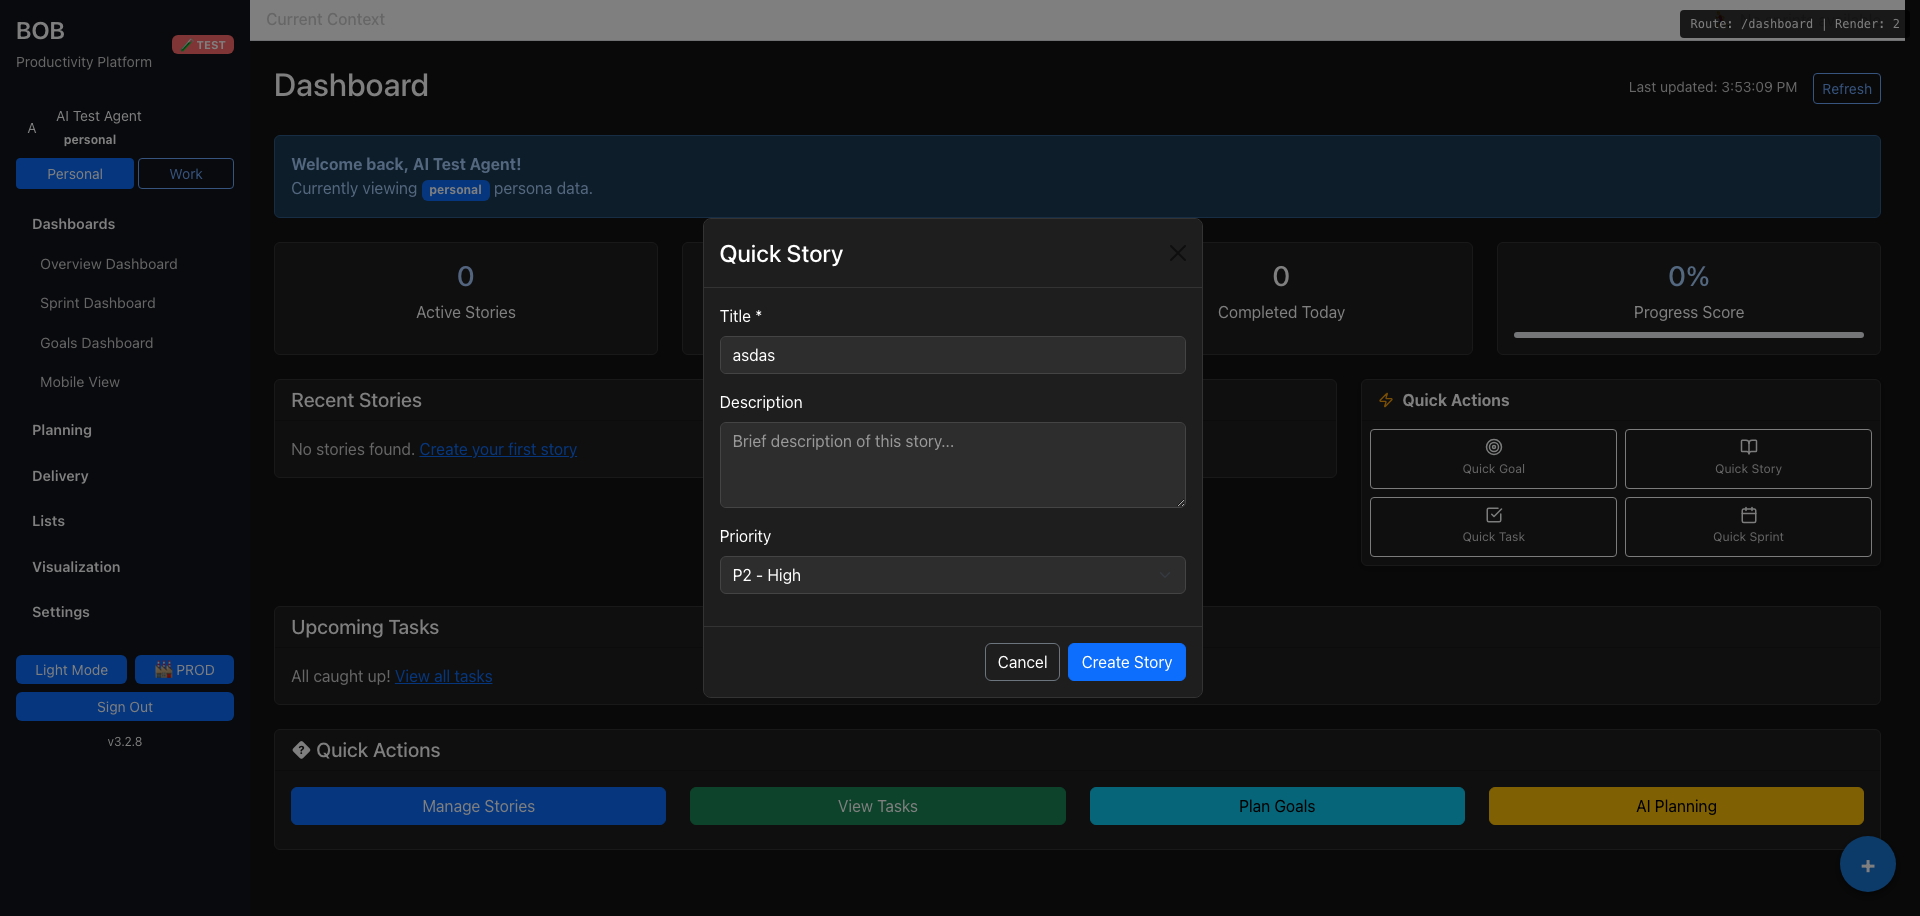 BOB
TEST
Productivity Platform
A
AI Test Agent
personal
Personal
Work
Dashboards
Overview Dashboard
Sprint Dashboard
Goals Dashboard
Mobile View
Planning
Delivery
Lists
Visualization
Settings
Light Mode
PROD
Sign Out
v3.2.8
Current Context
Route: /dashboard | Render: 2
Dashboard
Last updated: 3:53:09 PM
Refresh
Welcome back, AI Test Agent!
Currently viewing personal persona data.
0
Active Stories
0
Completed Today
0%
Progress Score
Recent Stories
No stories found. Create your first story
Quick Actions
Quick Goal
Quick Story
Quick Task
Quick Sprint
Upcoming Tasks
All caught up! View all tasks
Quick Actions
Manage Stories
View Tasks
Plan Goals
AI Planning
+
Quick Story
Title *
asdas
Description
Brief description of this story...
Priority
P2 - High
Cancel
Create Story